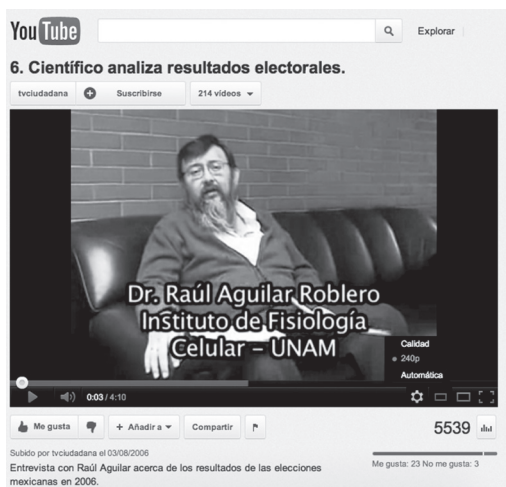 YouTube
Explorar
6. Científico analiza resultados electorales.
tvciudadana
Suscribirse
214 vídeos
Dr. Raúl Aguilar Roblero
Instituto de Fisiología
Celular – UNAM
Calidad
240p
Automática
0:03 / 4:10
Me gusta
+ Añadir a
Compartir
5539
Subido por tvciudadana el 03/08/2006
Me gusta: 23 No me gusta: 3
Entrevista con Raúl Aguilar acerca de los resultados de las elecciones
mexicanas en 2006.